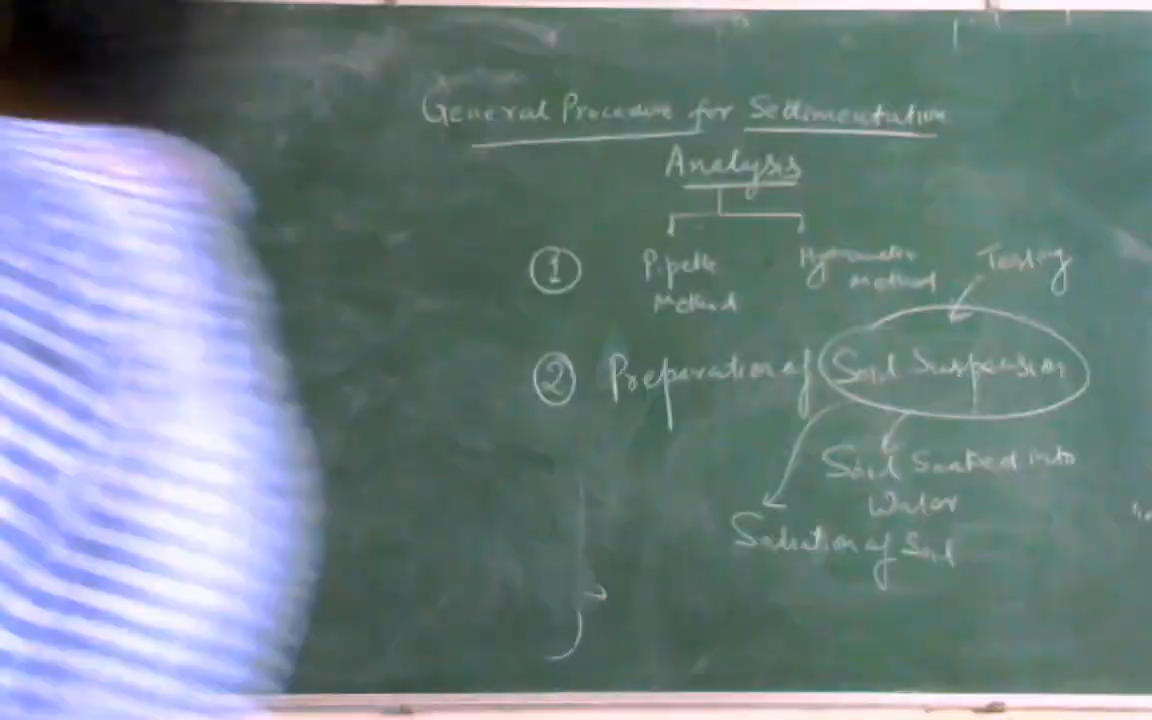 General Procedure for Sedimentation
Analysis
① Pipette Method
Hydrometer Method
Testing
② Preparation of Soil Suspension
Soil Soaked into
Water
Solution of Soil